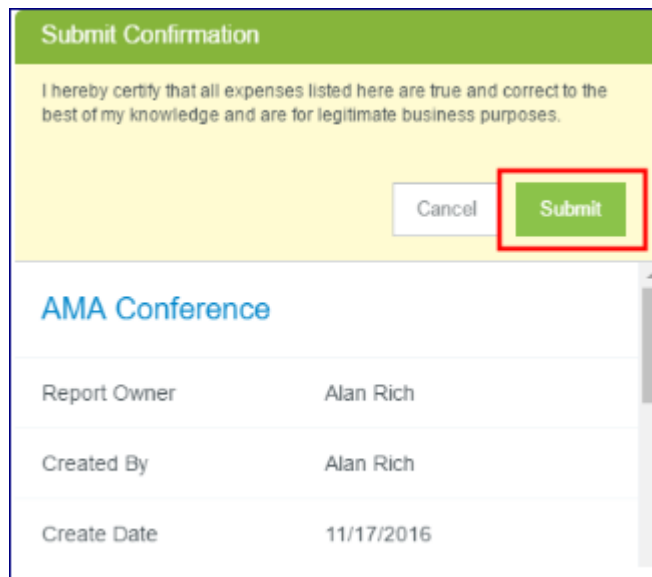 Submit Confirmation
I hereby certify that all expenses listed here are true and correct to the
best of my knowledge and are for legitimate business purposes.
Cancel Submit
AMA Conference
Report Owner Alan Rich
Created By Alan Rich
Create Date 11/17/2016